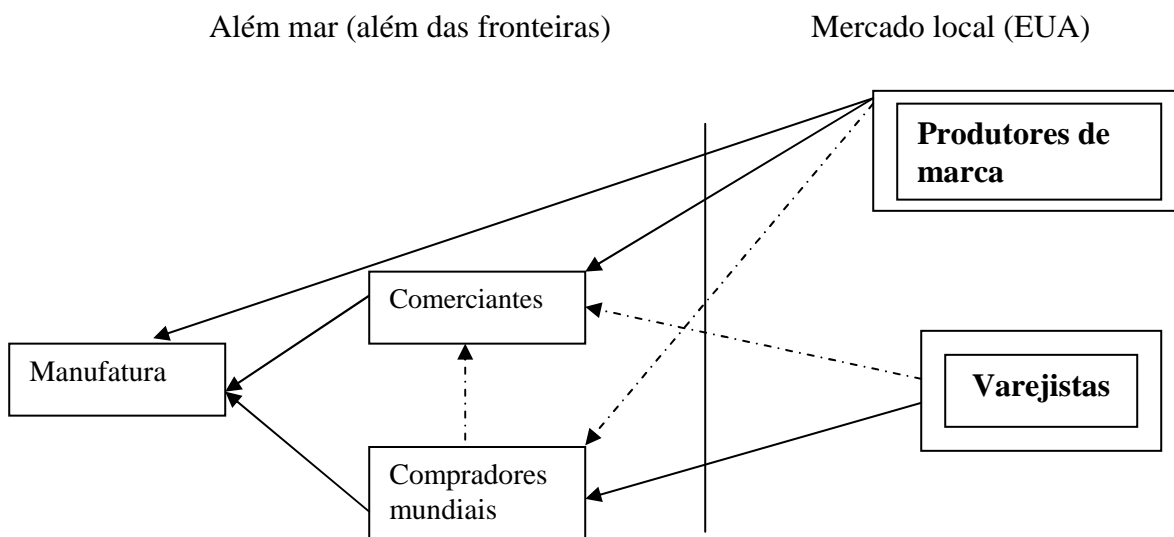 Além mar (além das fronteiras)
Mercado local (EUA)
Produtores de
marca
Comerciantes
Manufatura
Varejistas
Compradores
mundiais